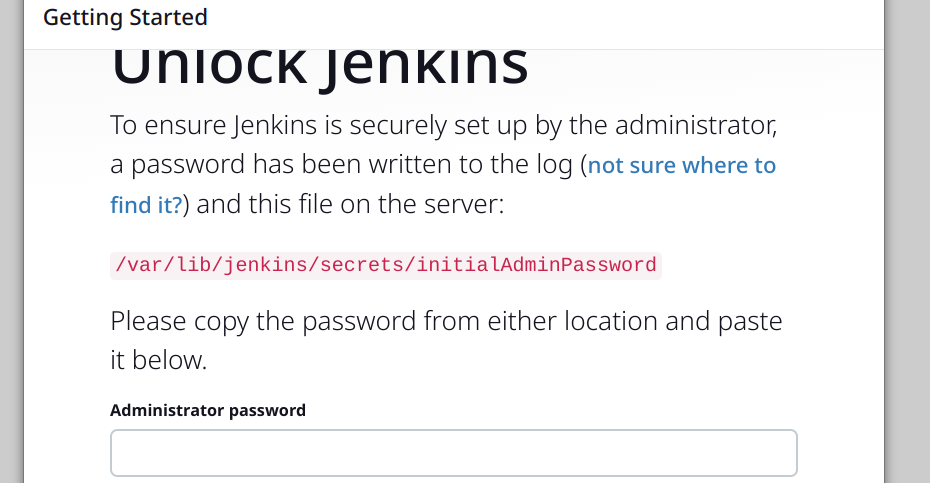 Getting Started
Unlock Jenkins
To ensure Jenkins is securely set up by the administrator,
a password has been written to the log (not sure where to
find it?) and this file on the server:
/var/lib/jenkins/secrets/initialAdminPassword
Please copy the password from either location and paste
it below.
Administrator password